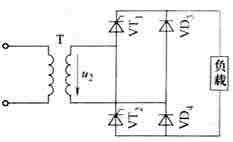 T
u₂
VT₁
VD₃
VT₂
VD₄
负载